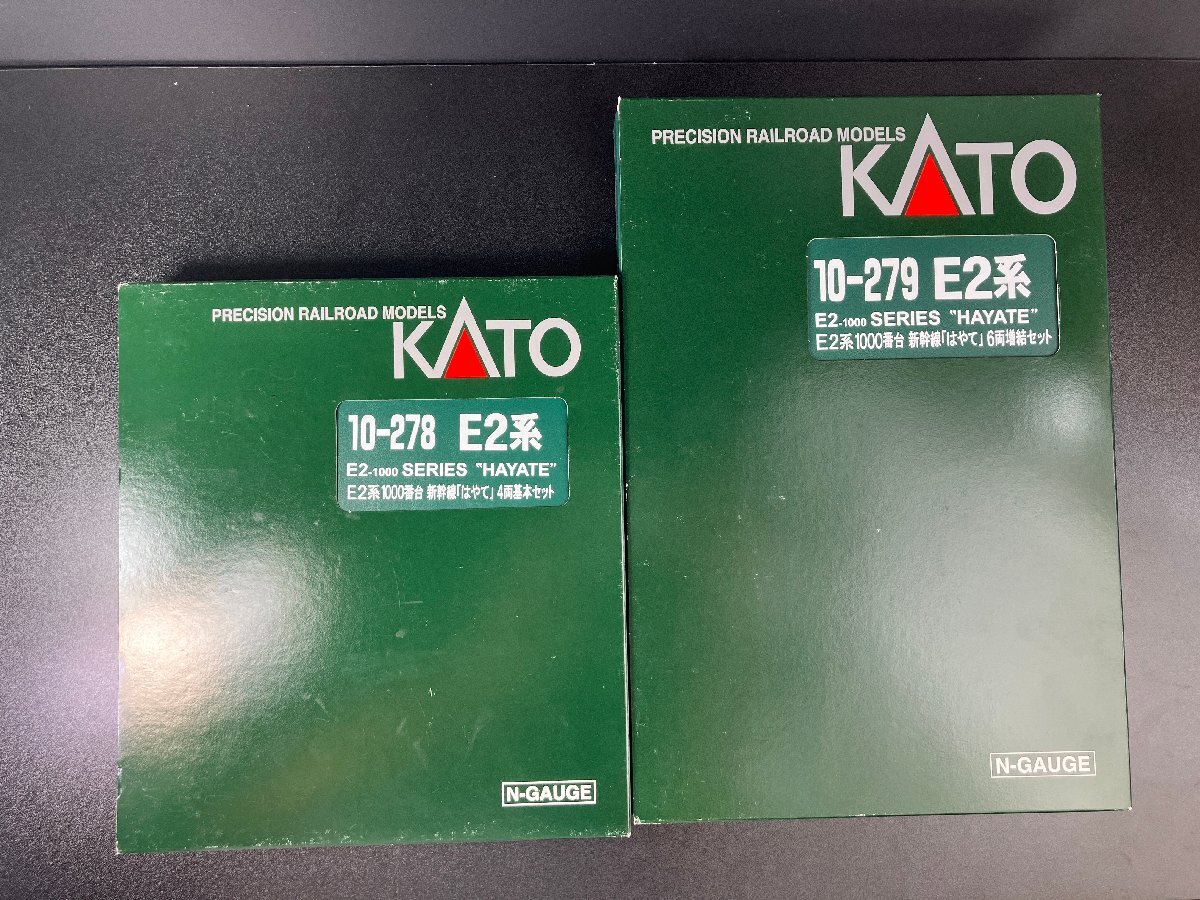 PRECISION RAILROAD MODELS
KATO
10-278 E2系
E2-1000 SERIES "HAYATE"
E2系1000番台 新幹線「はやて」 4両基本セット
N-GAUGE
PRECISION RAILROAD MODELS
KATO
10-279 E2系
E2-1000 SERIES "HAYATE"
E2系1000番台 新幹線「はやて」 6両増結セット
N-GAUGE